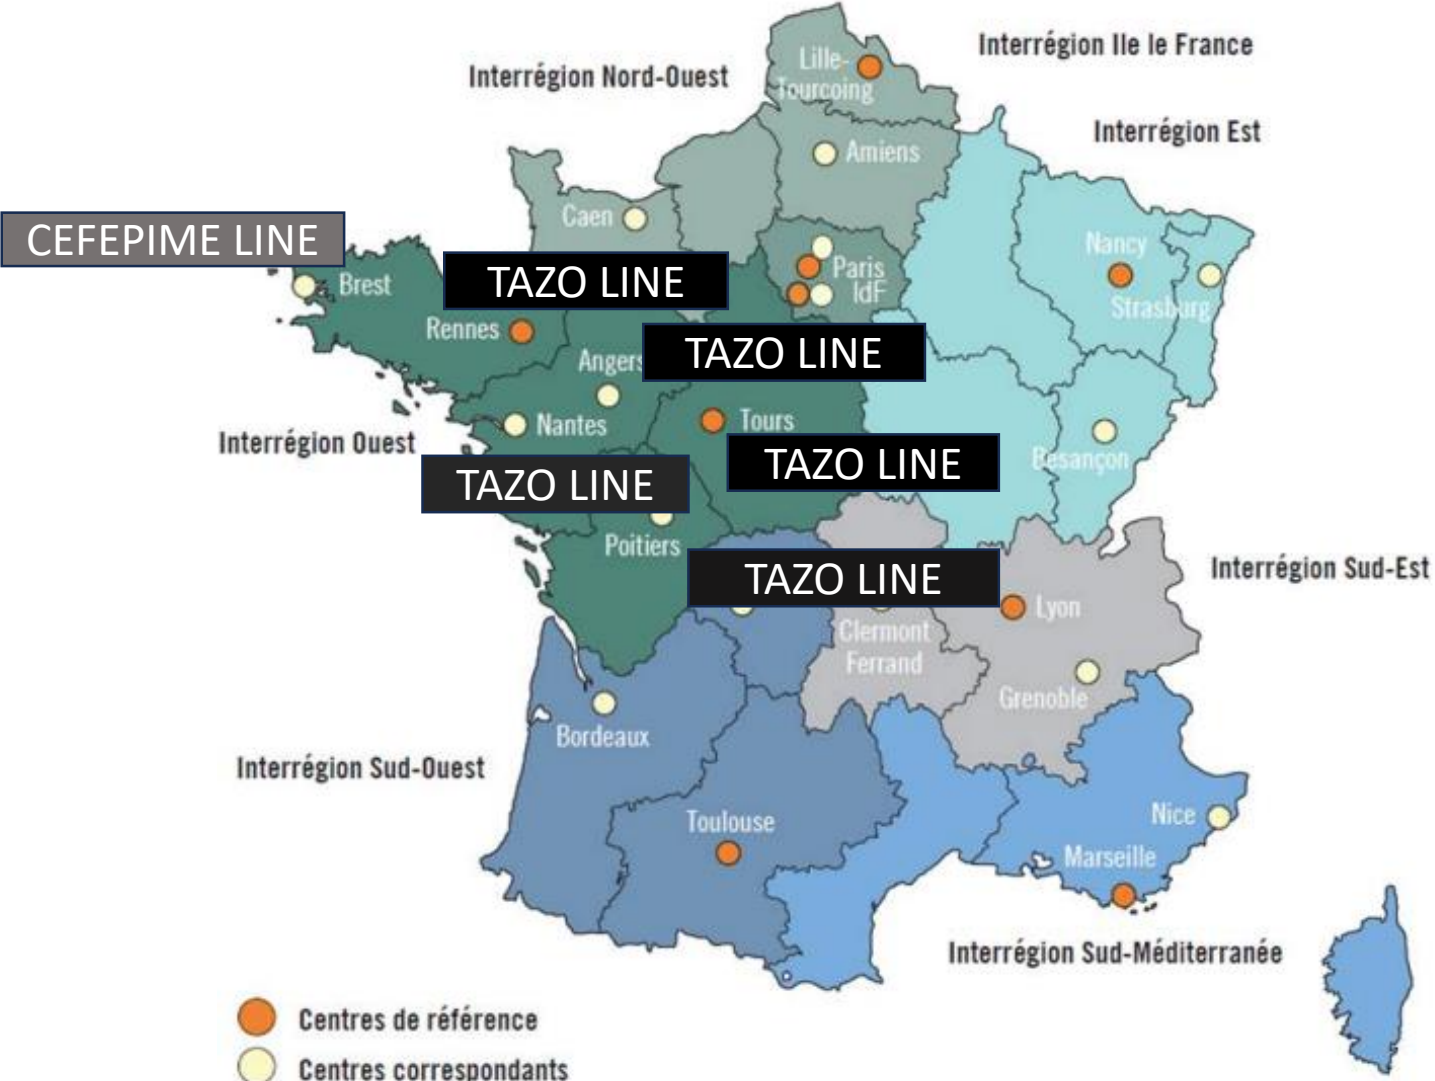 Interrégion Ile le France
Interrégion Nord-Ouest
Lille-
Tourcoing
Interrégion Est
Amiens
Caen
CEFEPIME LINE
Nancy
Paris
IdF
TAZO LINE
Brest
Strasburg
Rennes
TAZO LINE
Angers
Tours
Nantes
Interrégion Ouest
Besançon
TAZO LINE
TAZO LINE
Poitiers
Interrégion Sud-Est
TAZO LINE
Lyon
Clermont
Ferrand
Grenoble
Bordeaux
Interrégion Sud-Ouest
Nice
Toulouse
Marseille
Interrégion Sud-Méditerranée
Centres de référence
Centres correspondants